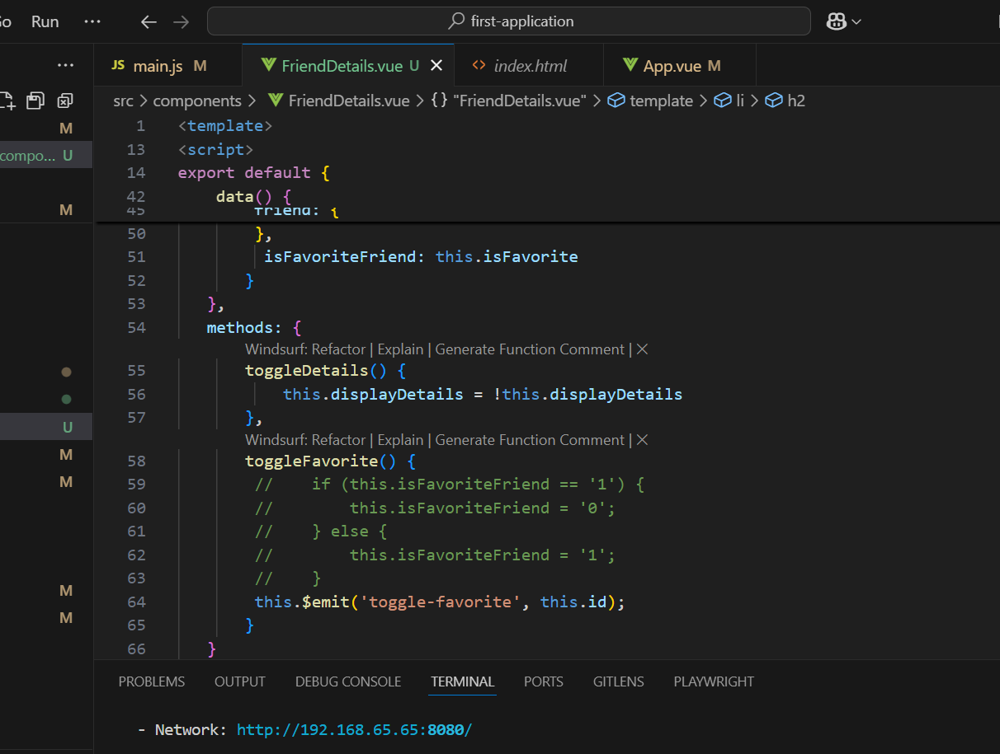 Go Run ··· first-application
JS main.js M FriendDetails.vue U index.html App.vue M
src > components > FriendDetails.vue > {} "FriendDetails.vue" > template > li > h2
M
compo... U
M
U
M
M
M
M
1 <template>
13 <script>
14 export default {
42 data() {
45 friend: {
50 },
51 isFavoriteFriend: this.isFavorite
52 }
53 },
54 methods: {
Windsurf: Refactor | Explain | Generate Function Comment | ×
55 toggleDetails() {
56 this.displayDetails = !this.displayDetails
57 },
Windsurf: Refactor | Explain | Generate Function Comment | ×
58 toggleFavorite() {
59 // if (this.isFavoriteFriend == '1') {
60 // this.isFavoriteFriend = '0';
61 // } else {
62 // this.isFavoriteFriend = '1';
63 // }
64 this.$emit('toggle-favorite', this.id);
65 }
66 }
PROBLEMS OUTPUT DEBUG CONSOLE TERMINAL PORTS GITLENS PLAYWRIGHT
- Network: http://192.168.65.65:8080/